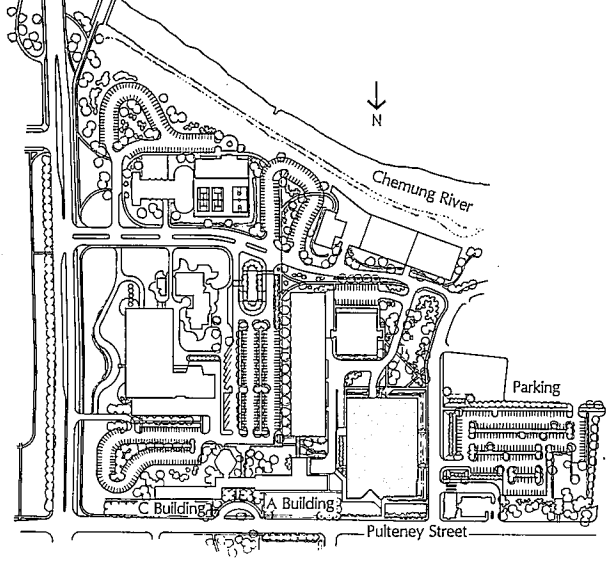 N
Chemung River
Parking
C Building
A Building
Pulteney Street